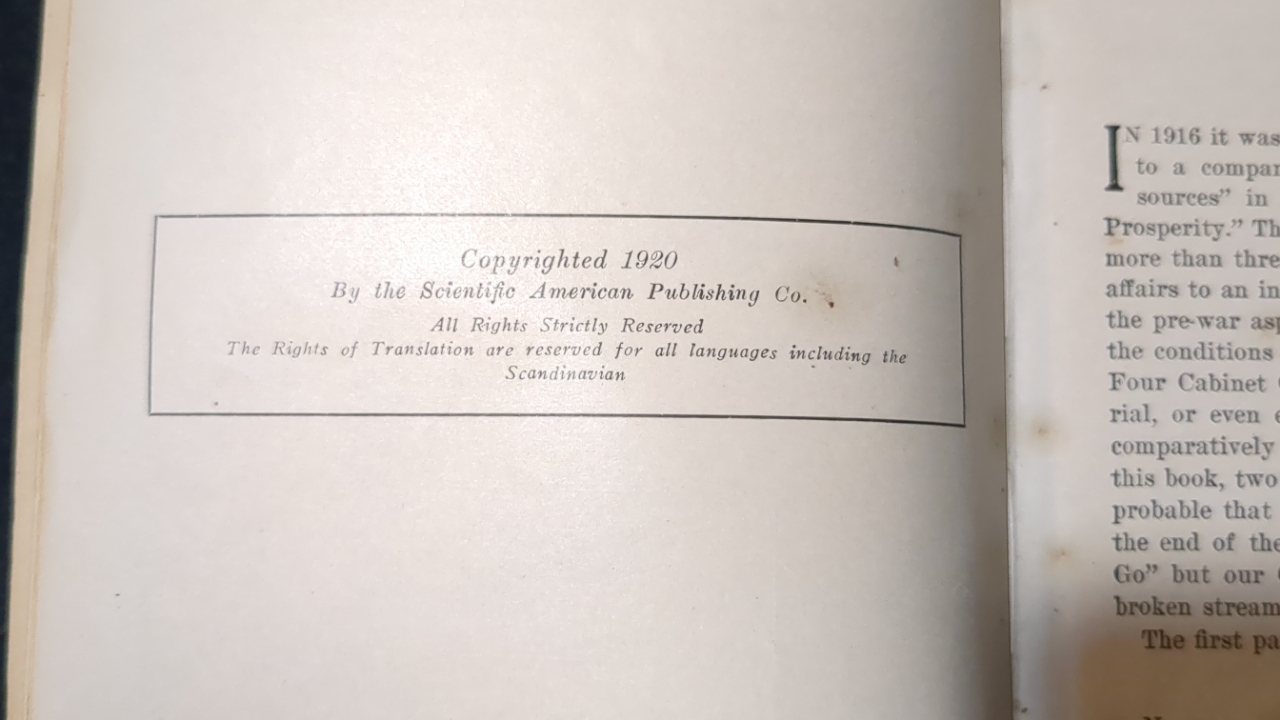 Copyrighted 1920
By the Scientific American Publishing Co.
All Rights Strictly Reserved
The Rights of Translation are reserved for all languages including the
Scandinavian
IN 1916 it was
to a compan
sources” in
Prosperity.” Th
more than thre
affairs to an in
the pre-war asp
the conditions
Four Cabinet
rial, or even e
comparatively
this book, two
probable that
the end of the
Go” but our
broken stream
The first pa